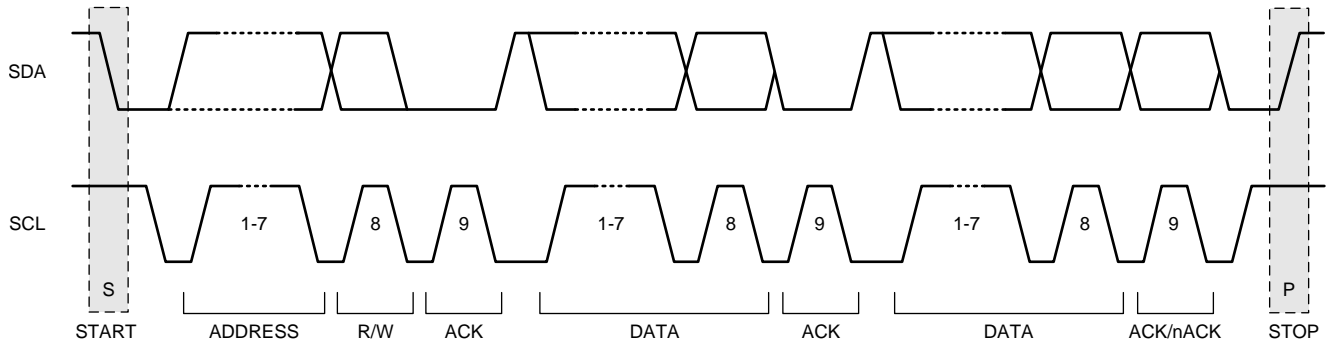 SDA
SCL
1-7
8
9
1-7
8
9
1-7
8
9
S
P
START
ADDRESS
R/W
ACK
DATA
ACK
DATA
ACK/nACK
STOP